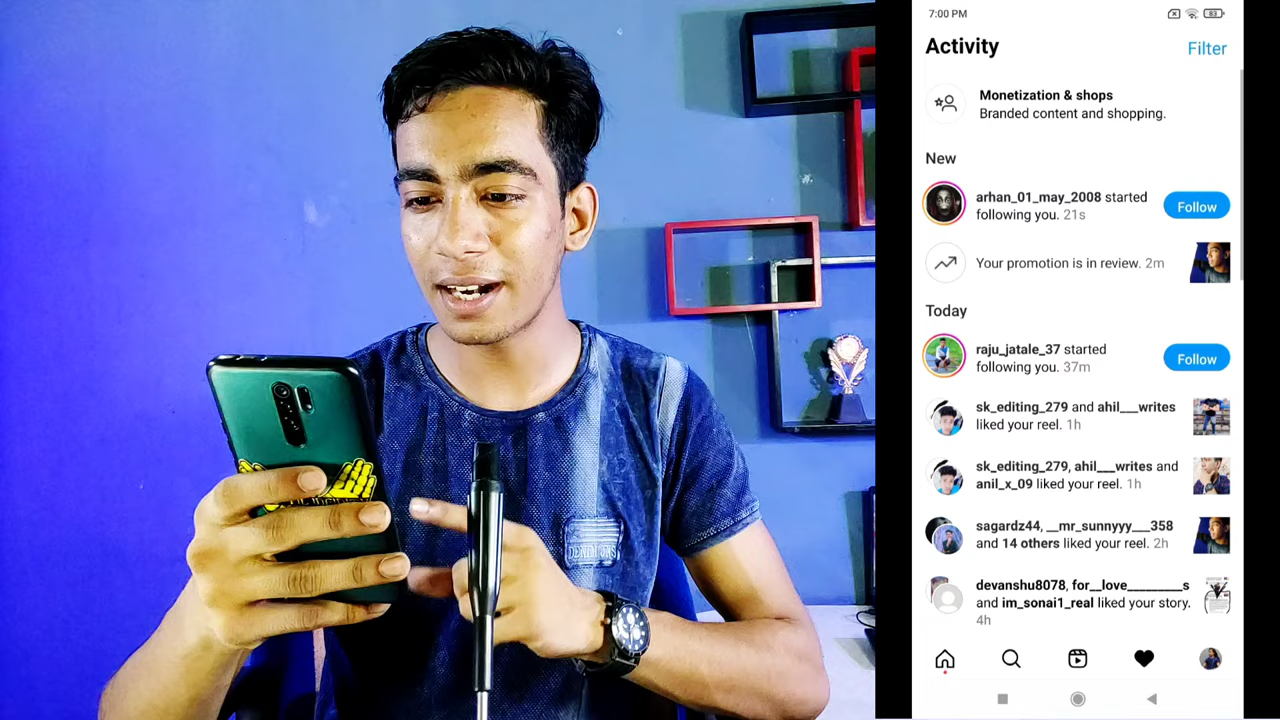 7:00 PM
83
Activity
Filter
Monetization & shops
Branded content and shopping.
New
arhan_01_may_2008 started
following you. 21s
Follow
Your promotion is in review. 2m
Today
raju_jatale_37 started
following you. 37m
Follow
sk_editing_279 and ahil___writes
liked your reel. 1h
sk_editing_279, ahil___writes and
anil_x_09 liked your reel. 1h
sagardz44, __mr_sunnyyy___358
and 14 others liked your reel. 2h
devanshu8078, for__love_________s
and im_sonai1_real liked your story.
4h